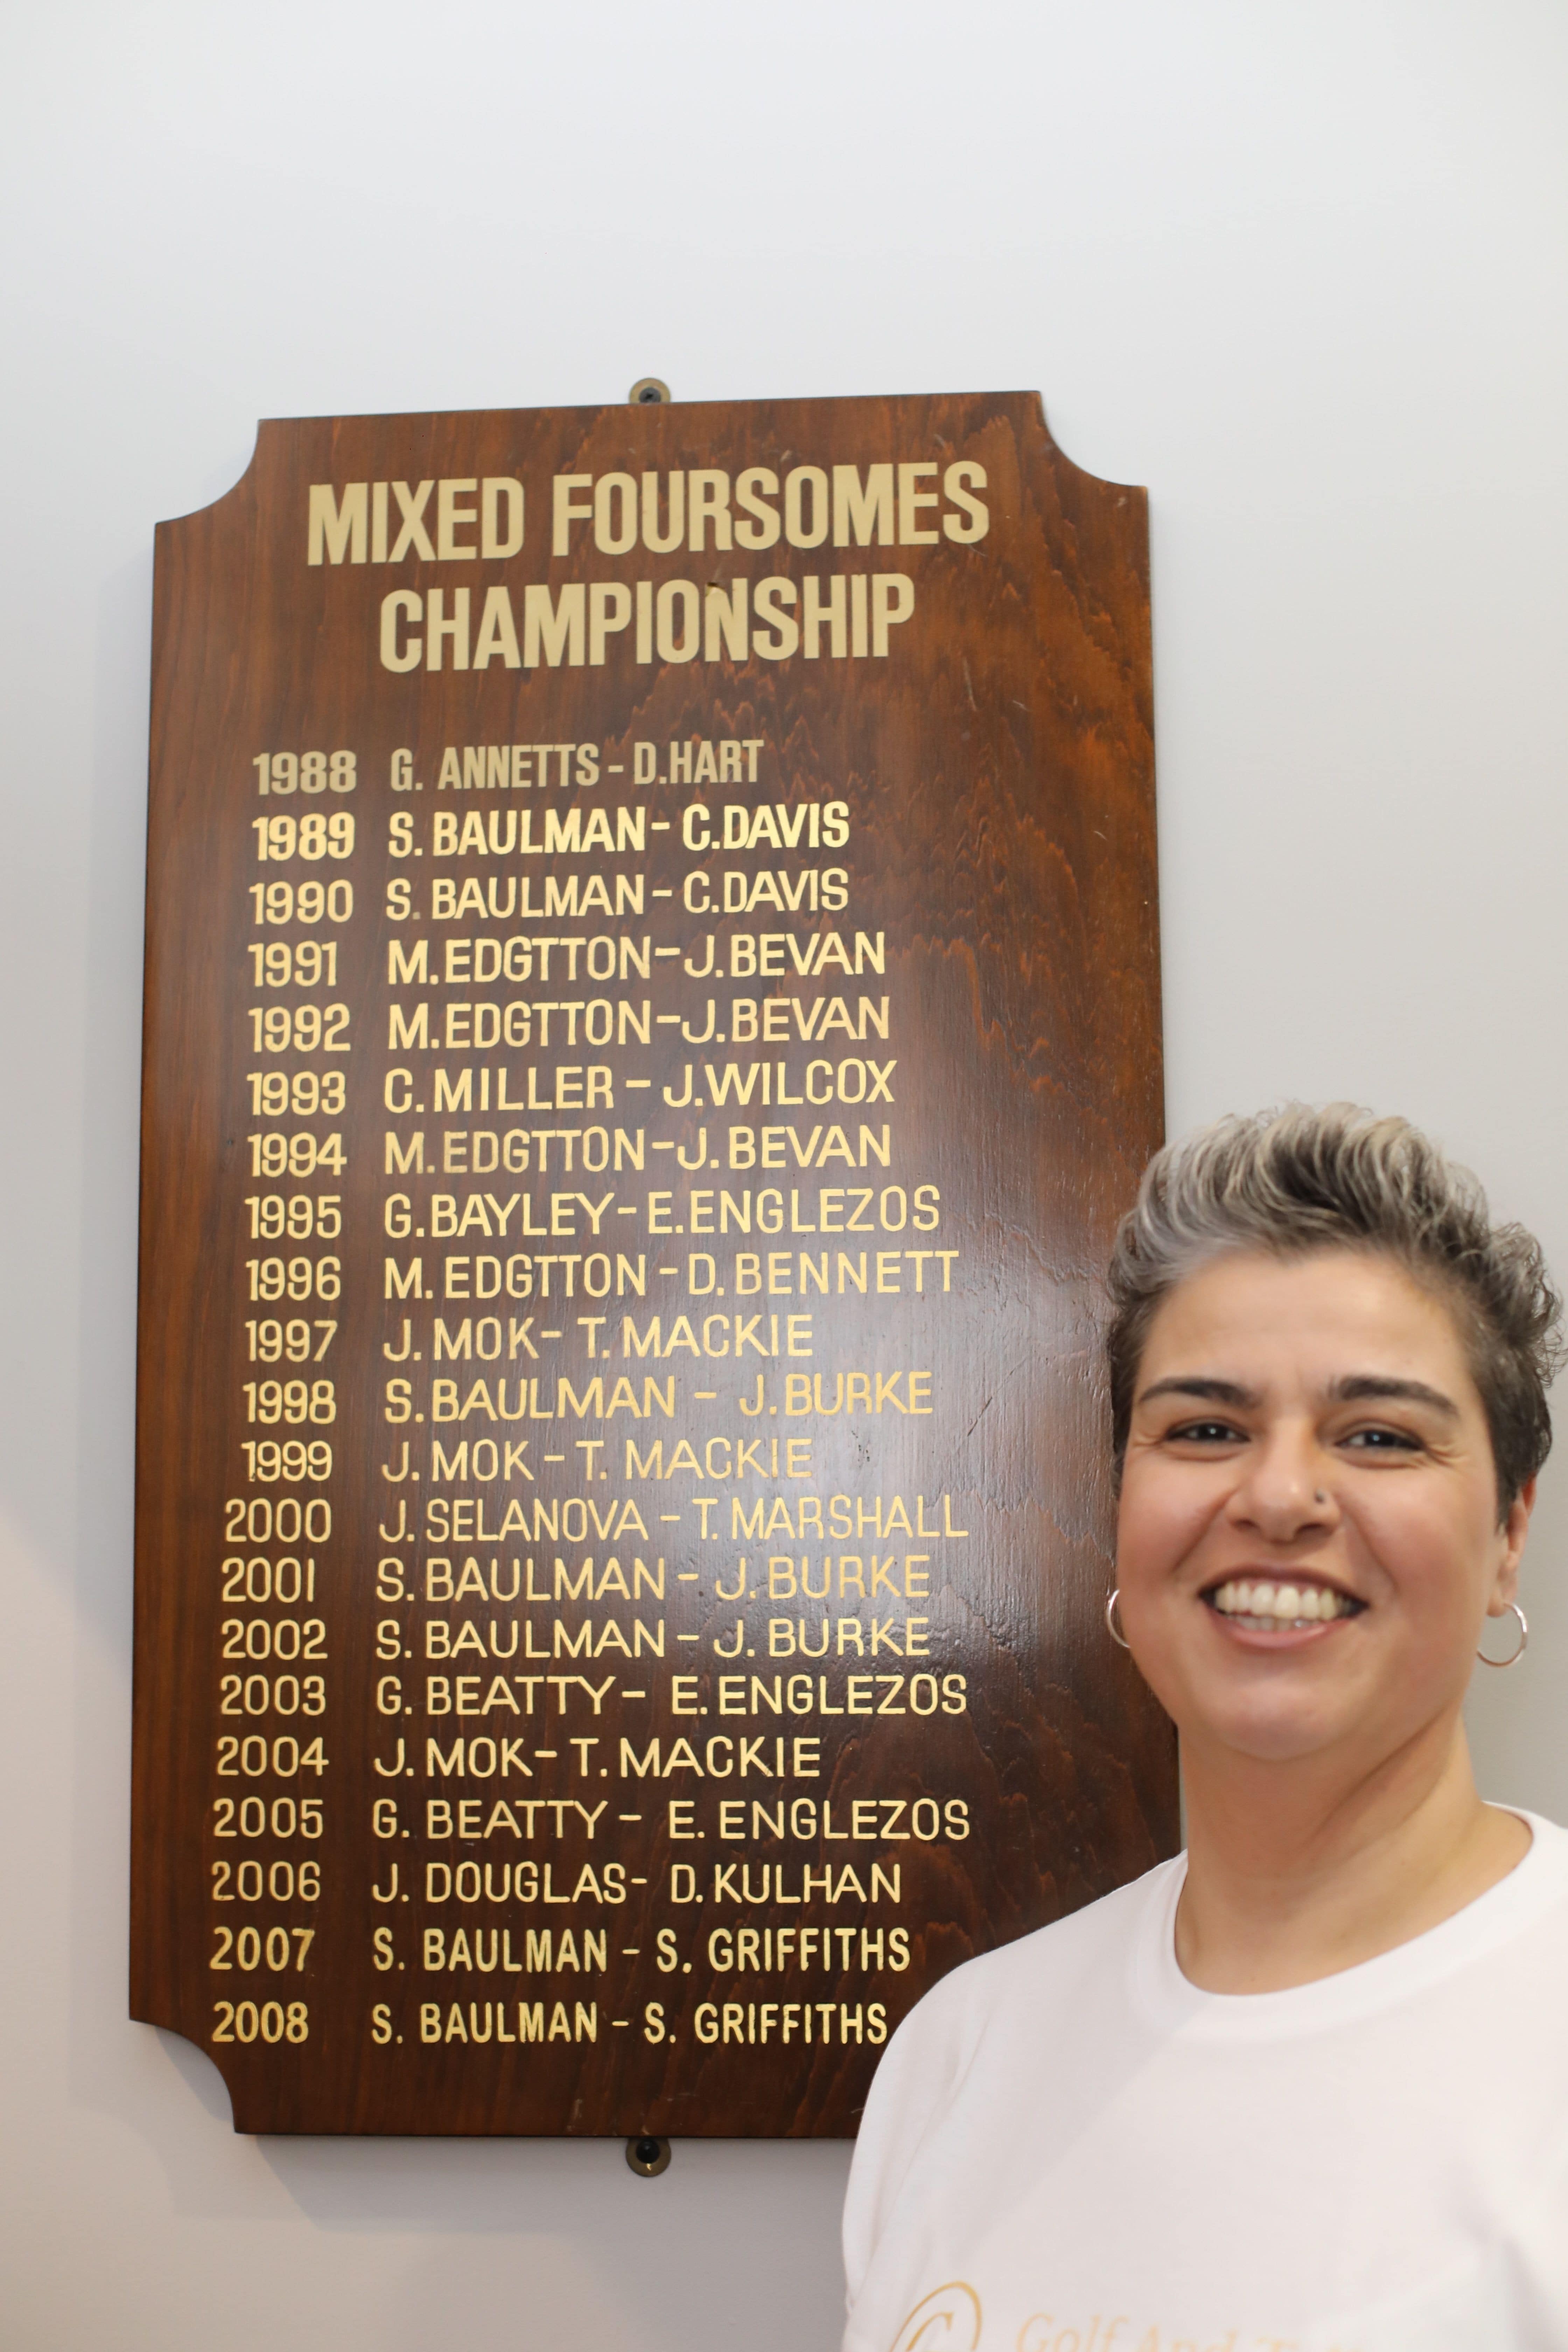 MIXED FOURSOMES
CHAMPIONSHIP
1988 G. ANNETTS - D.HART
1989 S. BAULMAN - C.DAVIS
1990 S. BAULMAN - C.DAVIS
1991 M.EDGTTON - J.BEVAN
1992 M.EDGTTON - J.BEVAN
1993 C.MILLER - J.WILCOX
1994 M.EDGTTON - J.BEVAN
1995 G.BAYLEY - E.ENGLEZOS
1996 M. EDGTTON - D. BENNETT
1997 J. MOK - T. MACKIE
1998 S. BAULMAN - J. BURKE
1999 J. MOK - T. MACKIE
2000 J. SELANOVA - T. MARSHALL
2001 S. BAULMAN - J. BURKE
2002 S. BAULMAN - J. BURKE
2003 G. BEATTY - E. ENGLEZOS
2004 J. MOK - T. MACKIE
2005 G. BEATTY - E. ENGLEZOS
2006 J. DOUGLAS - D. KULHAN
2007 S. BAULMAN - S. GRIFFITHS
2008 S. BAULMAN - S. GRIFFITHS
Golf And